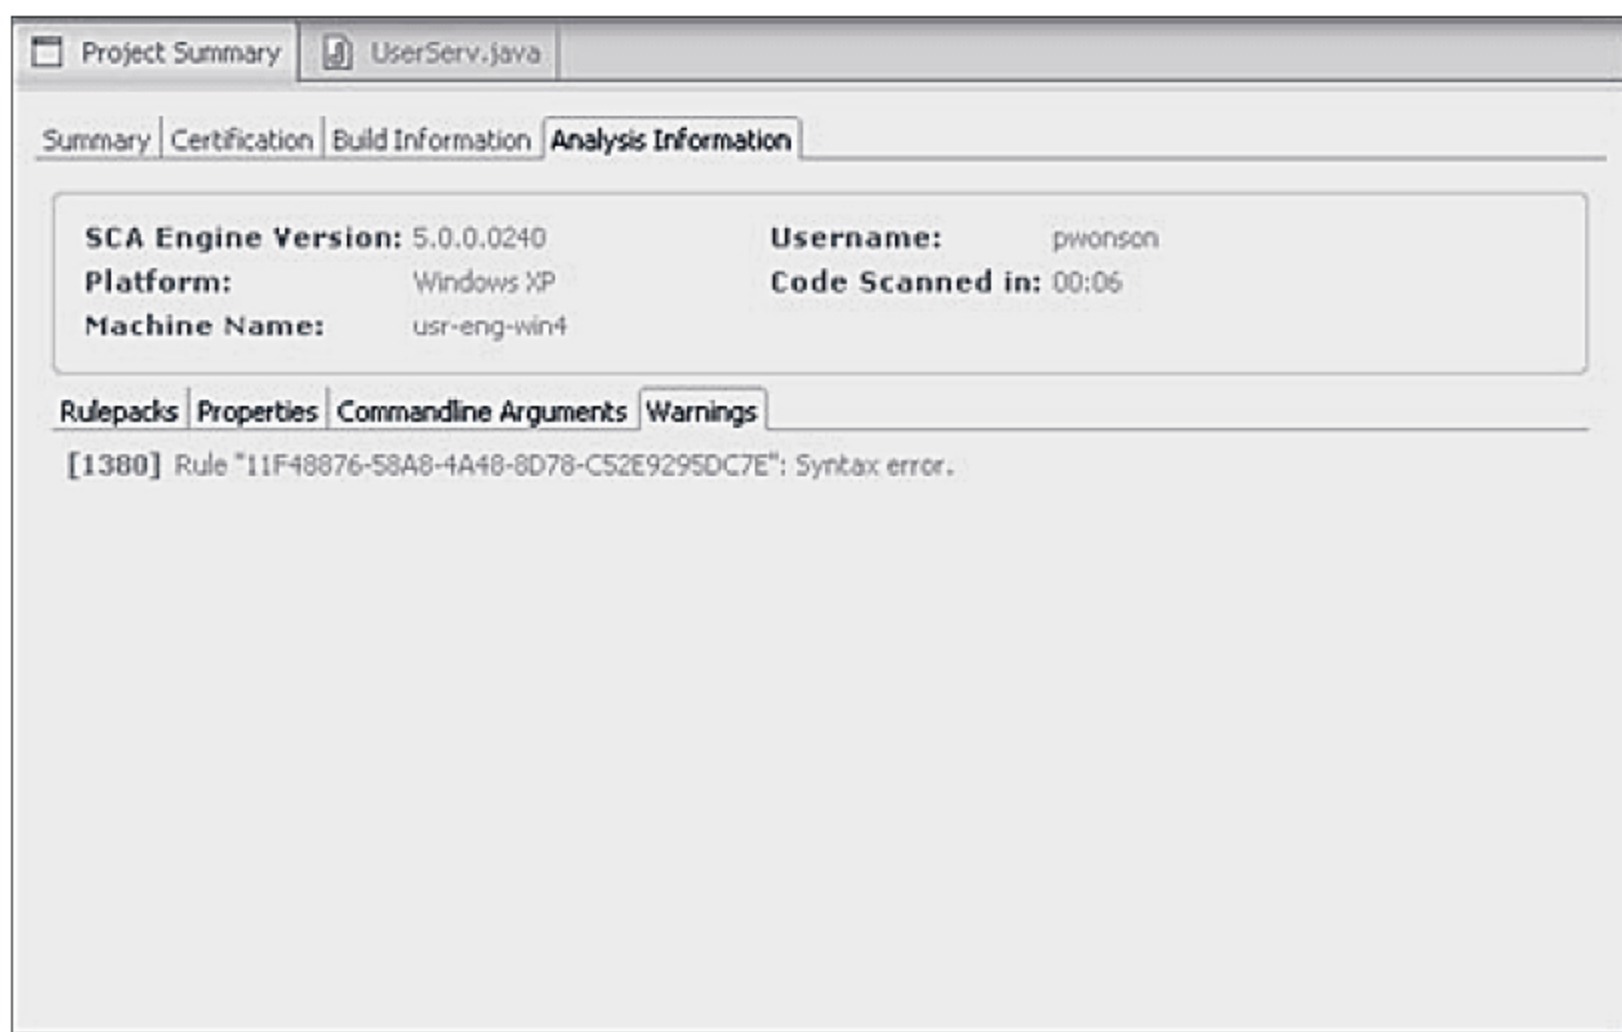 Project Summary UserServ.java
Summary Certification Build Information Analysis Information
SCA Engine Version: 5.0.0.0240 Username: pwonson
Platform: Windows XP Code Scanned in: 00:06
Machine Name: usr-eng-win4
Rulepacks Properties Commandline Arguments Warnings
[1380] Rule "11F48876-58A8-4A48-8D78-C52E9295DC7E": Syntax error.